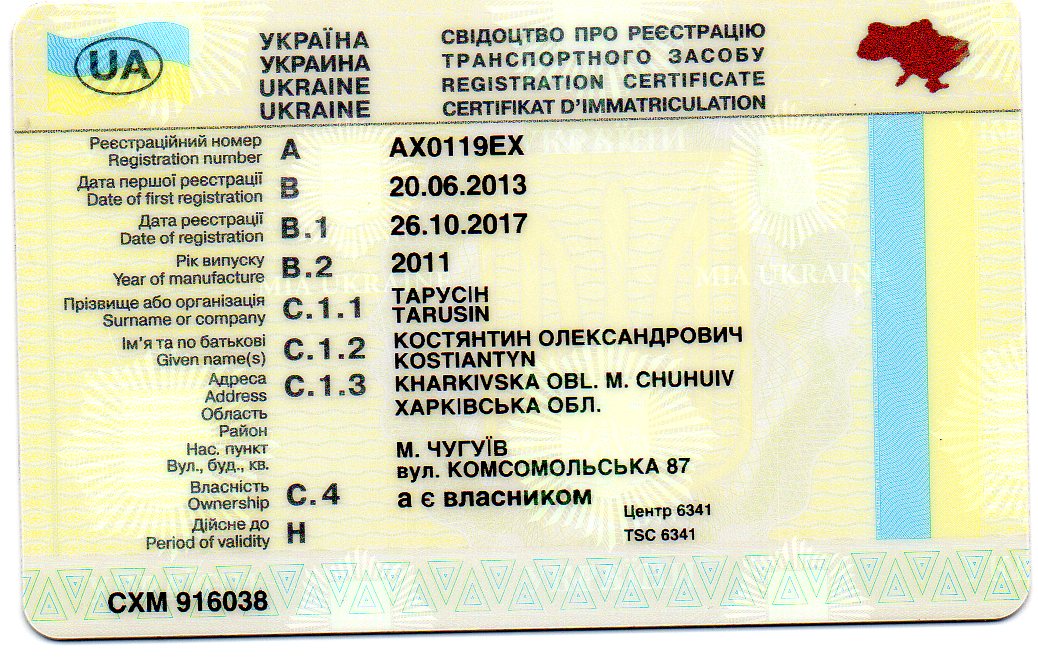 UA
УКРАЇНА
УКРАИНА
UKRAINE
UKRAINE
СВІДОЦТВО ПРО РЕЄСТРАЦІЮ
ТРАНСПОРТНОГО ЗАСОБУ
REGISTRATION CERTIFICATE
CERTIFIKAT D'IMMATRICULATION
Реєстраційний номер
Registration number A AX0119EX
Дата першої реєстрації
Date of first registration B 20.06.2013
Дата реєстрації
Date of registration B.1 26.10.2017
Рік випуску
Year of manufacture B.2 2011
Прізвище або організація
Surname or company C.1.1 ТАРУСІН
TARUSIN
Ім'я та по батькові
Given name(s) C.1.2 КОСТЯНТИН ОЛЕКСАНДРОВИЧ
KOSTIANTYN
Адреса
Address C.1.3 KHARKIVSKA OBL. M. CHUHUIV
Область ХАРКІВСЬКА ОБЛ.
Район
Нас. пункт М. ЧУГУЇВ
Вул., буд., кв. вул. КОМСОМОЛЬСЬКА 87
Власність
Ownership C.4 а є власником
Дійсне до
Period of validity H
Центр 6341
TSC 6341
MIA UKRAINE
MIA UKRAINE
CXM 916038